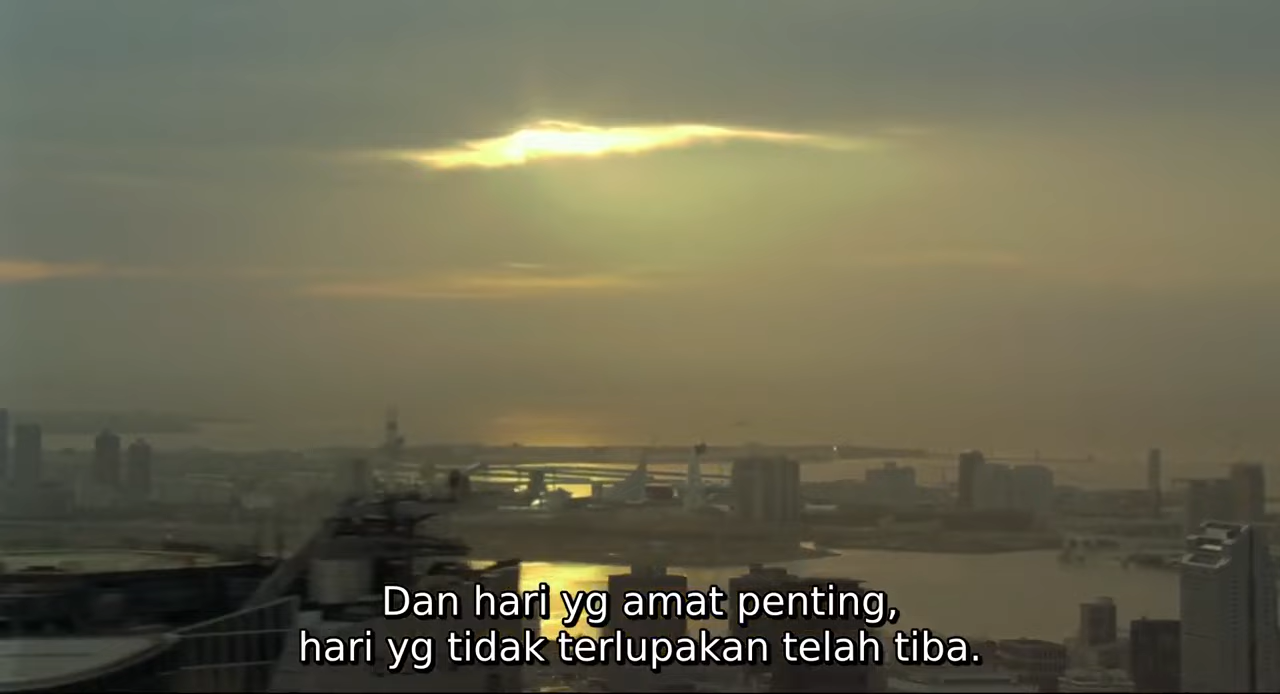 Dan hari yg amat penting,
hari yg tidak terlupakan telah tiba.